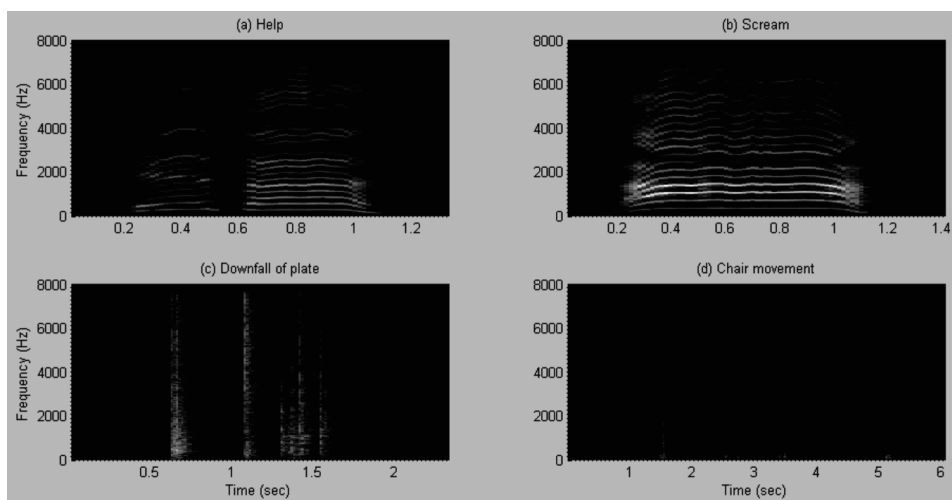 (a) Help
(b) Scream
8000
6000
4000
2000
0
Frequency (Hz)
0.2 0.4 0.6 0.8 1 1.2
8000
6000
4000
2000
0
0.2 0.4 0.6 0.8 1 1.2 1.4
(c) Downfall of plate
(d) Chair movement
8000
6000
4000
2000
0
Frequency (Hz)
0.5 1 1.5 2
Time (sec)
8000
6000
4000
2000
0
1 2 3 4 5 6
Time (sec)